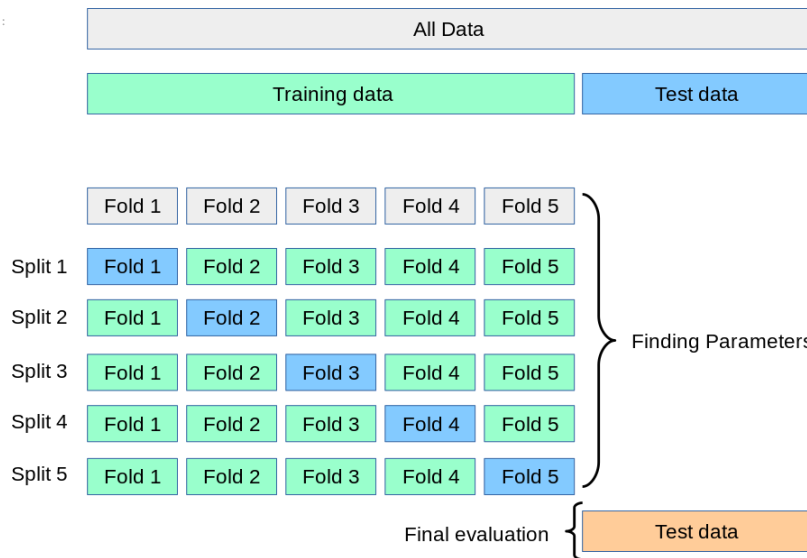 All Data
Training data Test data
Fold 1 Fold 2 Fold 3 Fold 4 Fold 5
Split 1 Fold 1 Fold 2 Fold 3 Fold 4 Fold 5
Split 2 Fold 1 Fold 2 Fold 3 Fold 4 Fold 5
Finding Parameters
Split 3 Fold 1 Fold 2 Fold 3 Fold 4 Fold 5
Split 4 Fold 1 Fold 2 Fold 3 Fold 4 Fold 5
Split 5 Fold 1 Fold 2 Fold 3 Fold 4 Fold 5
Final evaluation Test data